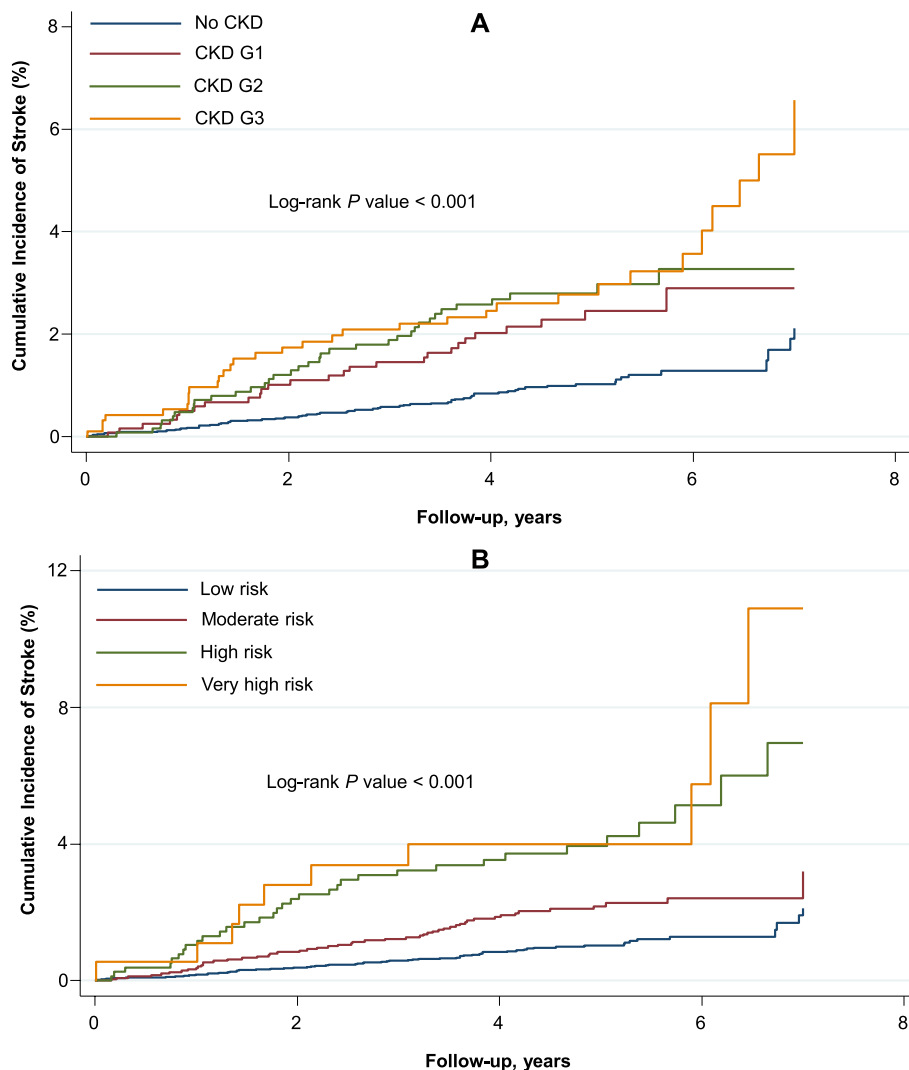 A
No CKD
CKD G1
CKD G2
CKD G3
Log-rank P value < 0.001
Cumulative Incidence of Stroke (%)
8
6
4
2
0
0 2 4 6 8
Follow-up, years
B
Low risk
Moderate risk
High risk
Very high risk
Log-rank P value < 0.001
Cumulative Incidence of Stroke (%)
12
8
4
0
0 2 4 6 8
Follow-up, years